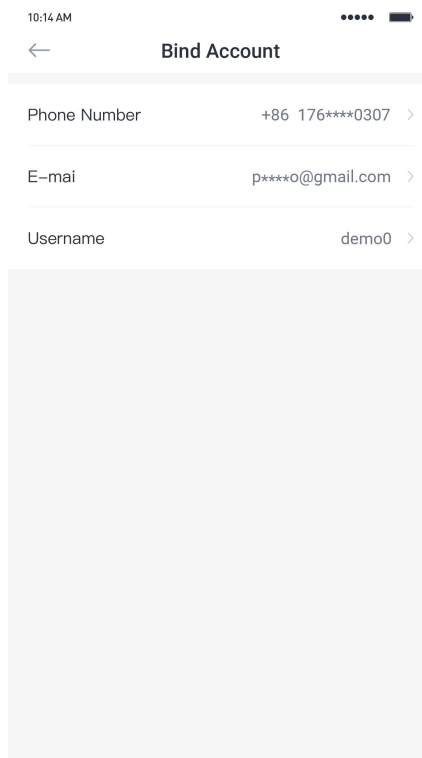 10:14 AM
Bind Account
Phone Number +86 176****0307
E-mai p****o@gmail.com
Username demo0